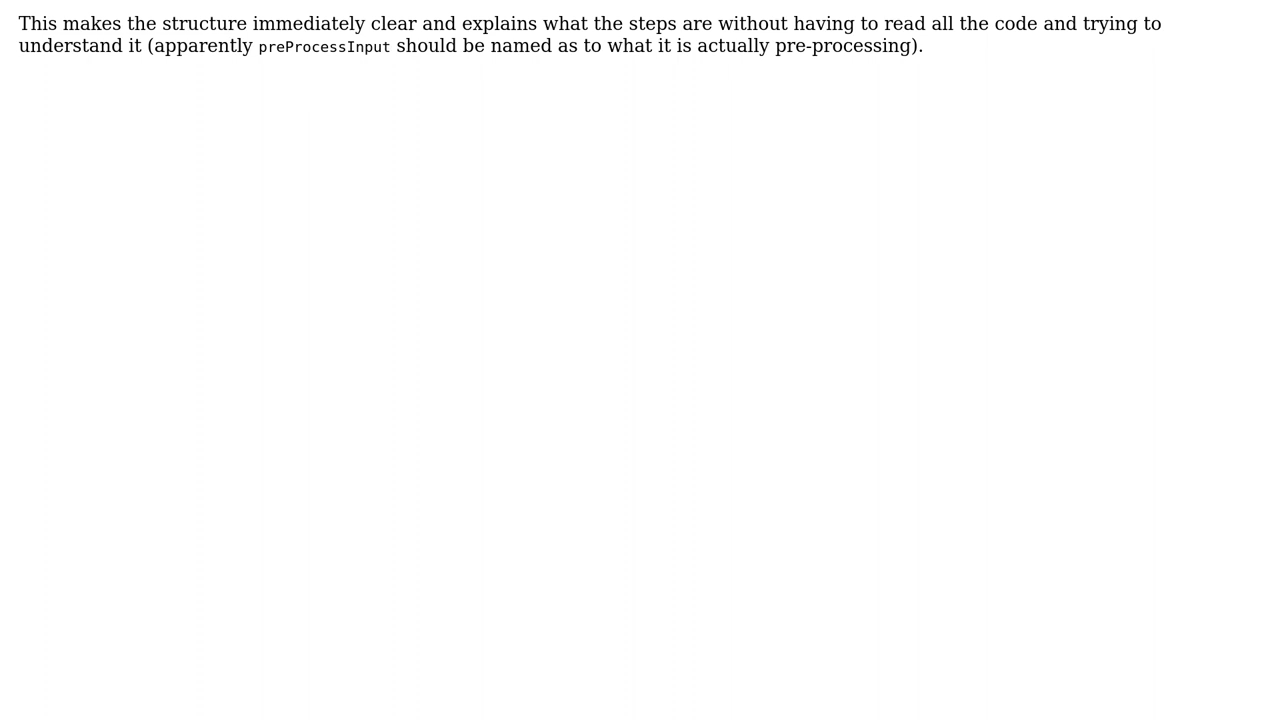 This makes the structure immediately clear and explains what the steps are without having to read all the code and trying to
understand it (apparently preProcessInput should be named as to what it is actually pre-processing).